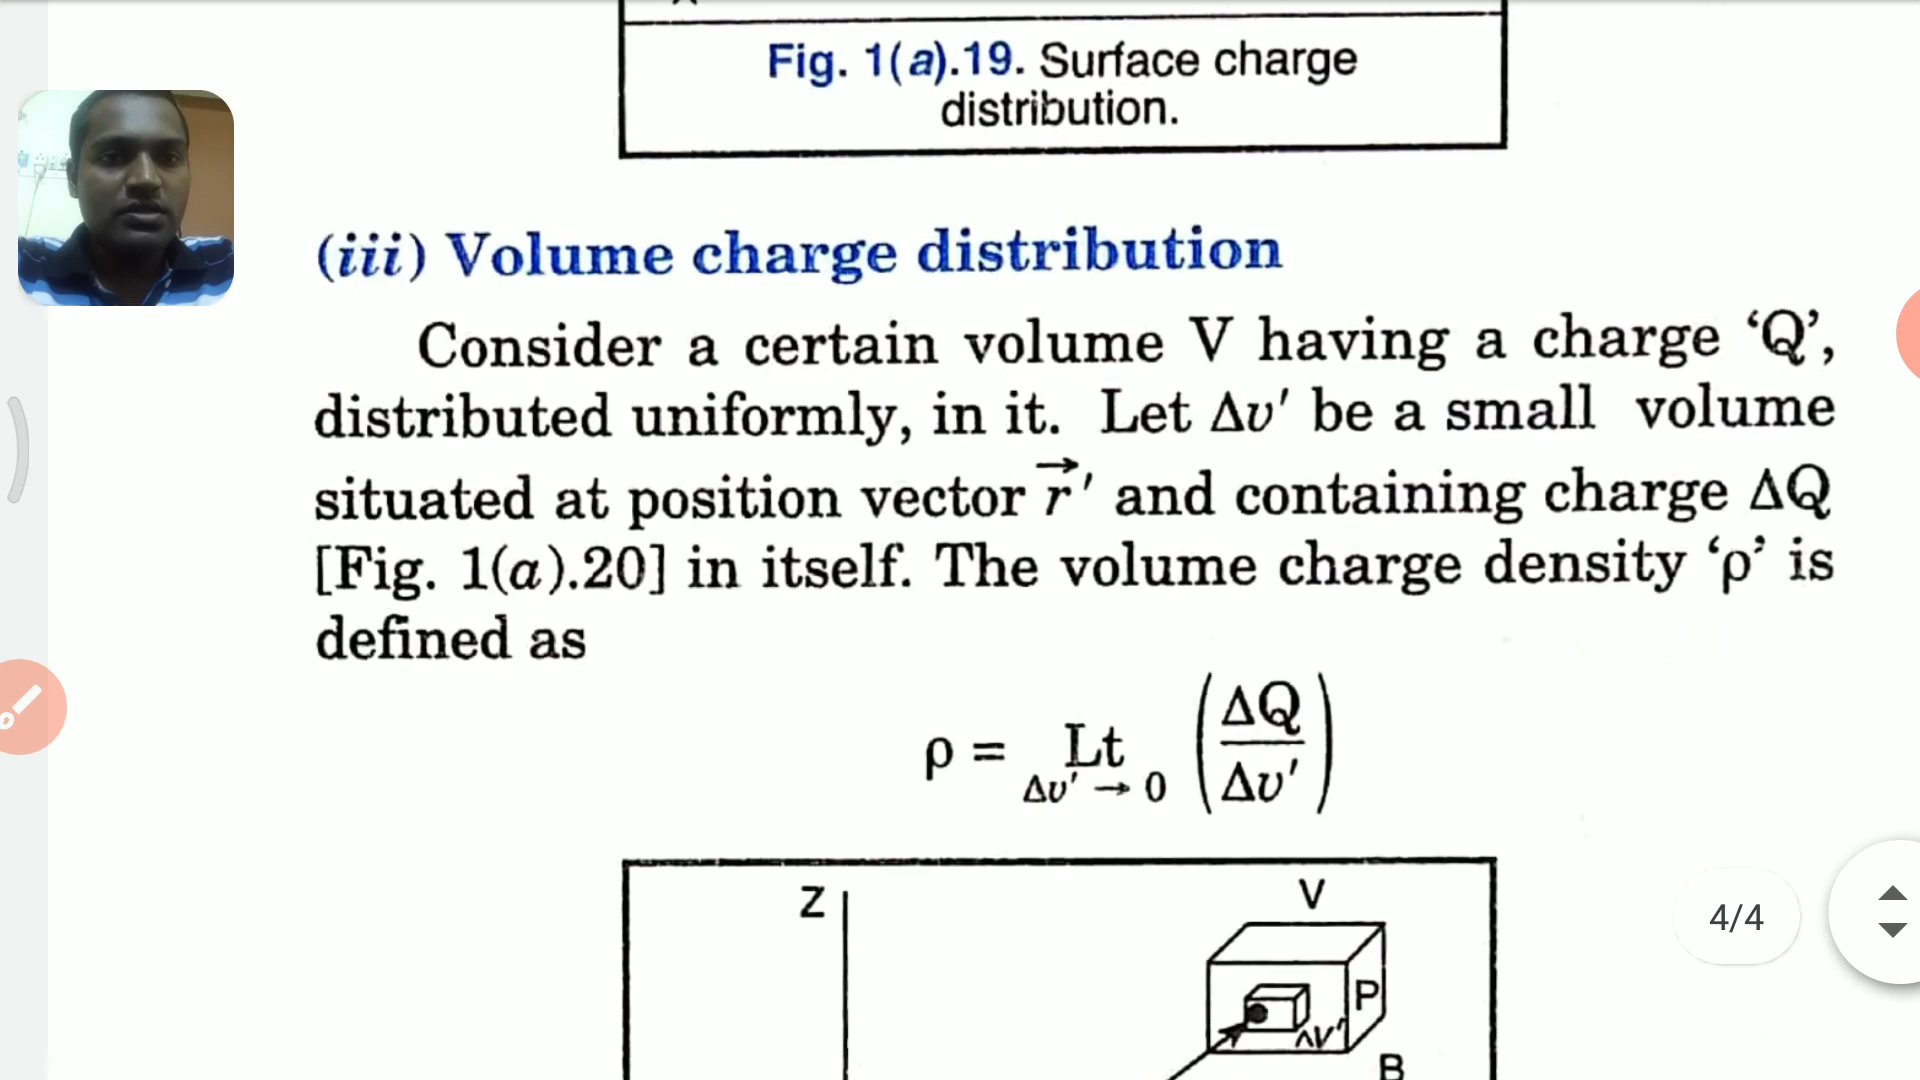 Fig. 1(a).19. Surface charge
distribution.
(iii) Volume charge distribution
Consider a certain volume V having a charge ‘Q’,
distributed uniformly, in it. Let Δv′ be a small volume
situated at position vector r⃗′ and containing charge ΔQ
[Fig. 1(a).20] in itself. The volume charge density ‘ρ’ is
defined as
ρ = Lt Δv′ → 0 (ΔQ / Δv′)
Z
V
P
ΔV′
B
4/4